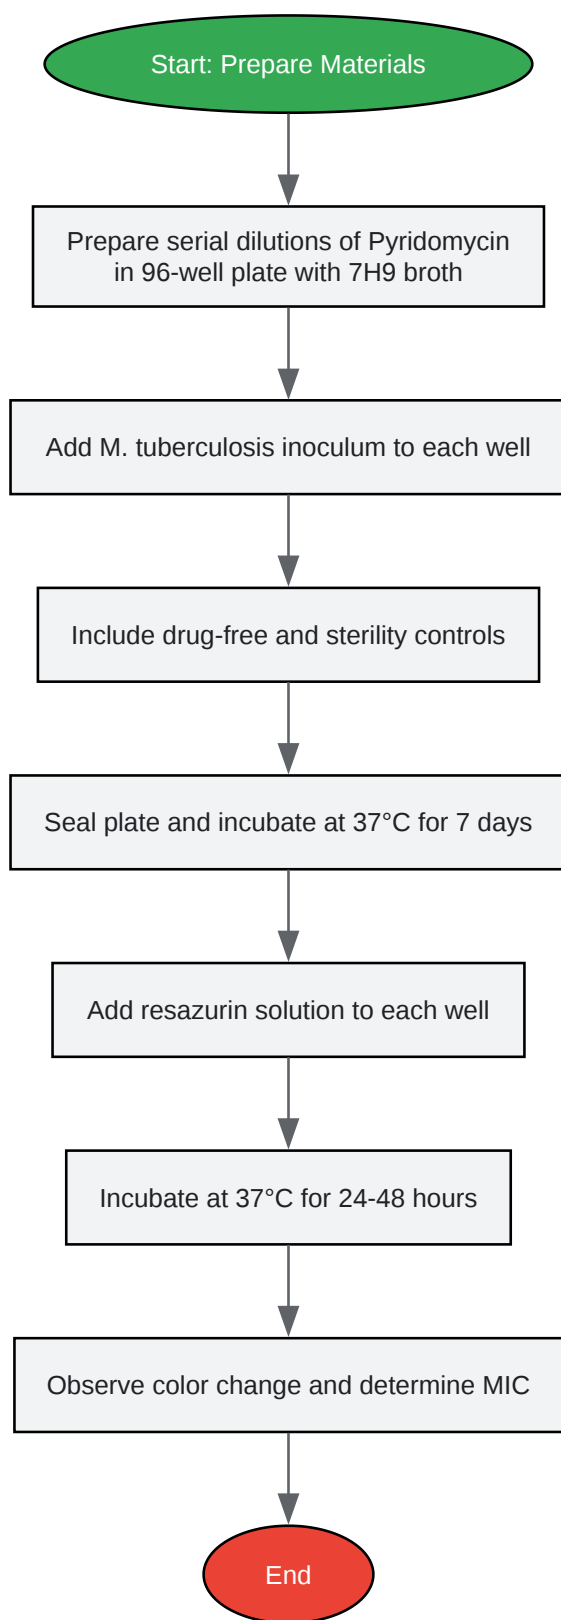 Start: Prepare Materials
Prepare serial dilutions of Pyridomycin
in 96-well plate with 7H9 broth
Add M. tuberculosis inoculum to each well
Include drug-free and sterility controls
Seal plate and incubate at 37°C for 7 days
Add resazurin solution to each well
Incubate at 37°C for 24-48 hours
Observe color change and determine MIC
End